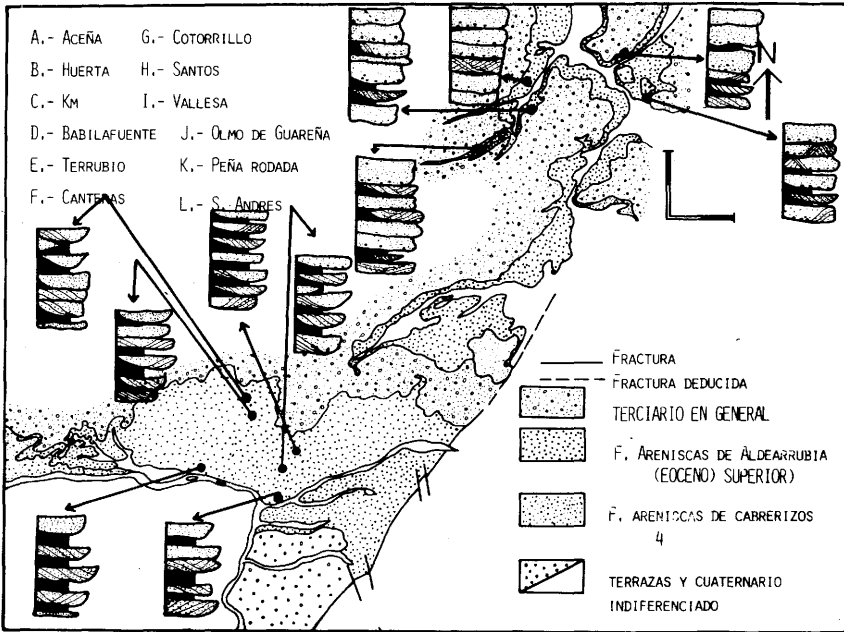 A.- ACEÑA
B.- HUERTA
C.- KM
D.- BABILAFUENTE
E.- TERRUBIO
F.- CANTERAS
G.- COTORRILLO
H.- SANTOS
I.- VALLESA
J.- OLMO DE GUAREÑA
K.- PEÑA RODADA
L.- S. ANDRES
N
FRACTURA
FRACTURA DEDUCIDA
TERCIARIO EN GENERAL
F. ARENISCAS DE ALDEARRUBIA
(EOCENO) SUPERIOR)
F. ARENISCAS DE CABRERIZOS
4
TERRAZAS Y CUATERNARIO
INDIFERENCIADO